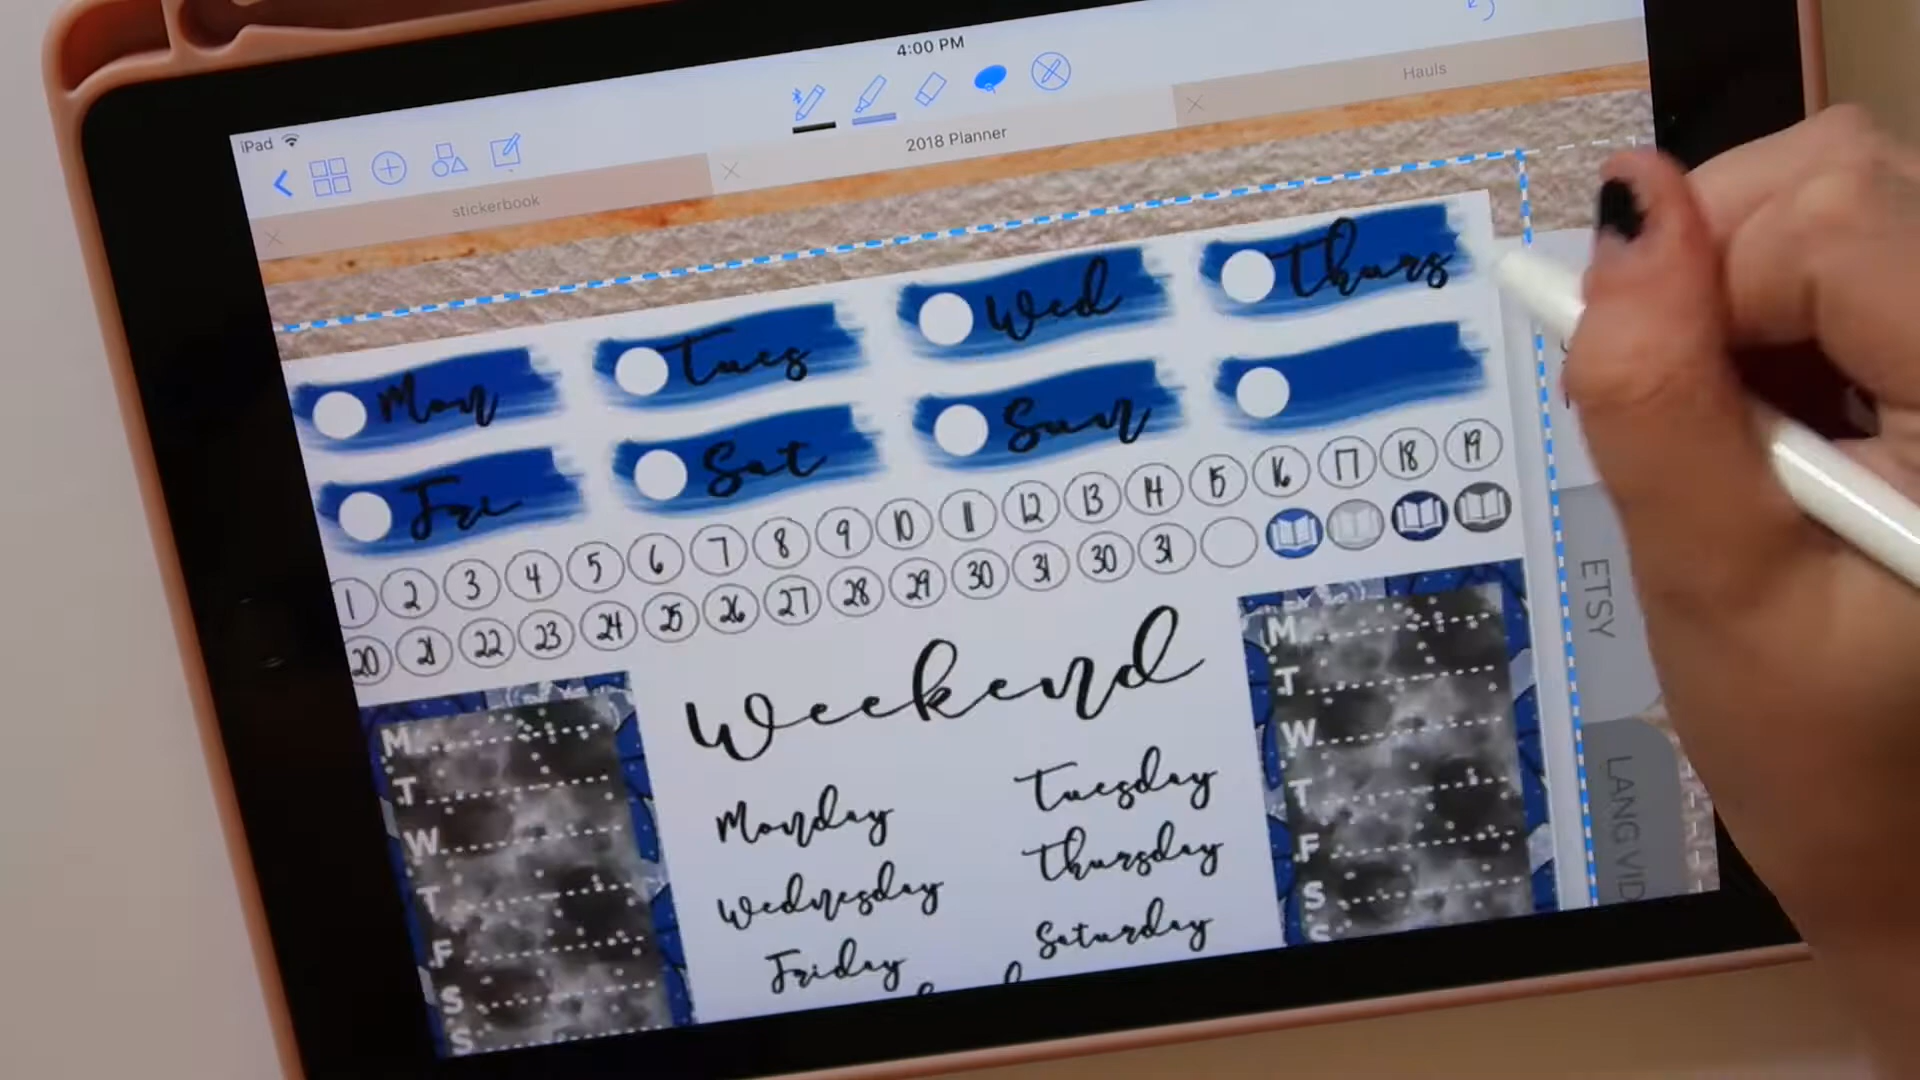 4:00 PM
iPad
Hauls
2018 Planner
stickerbook
Mon Tues Wed Thurs
Fri Sat Sun
1 2 3 4 5 6 7 8 9 10 11 12 13 14 15 16 17 18 19
20 21 22 23 24 25 26 27 28 29 30 31 30 31
Weekend
Monday Tuesday
Wednesday Thursday
Friday Saturday
M
T
W
T
F
S
S
M
T
W
T
F
S
S
ETSY
LANG VID